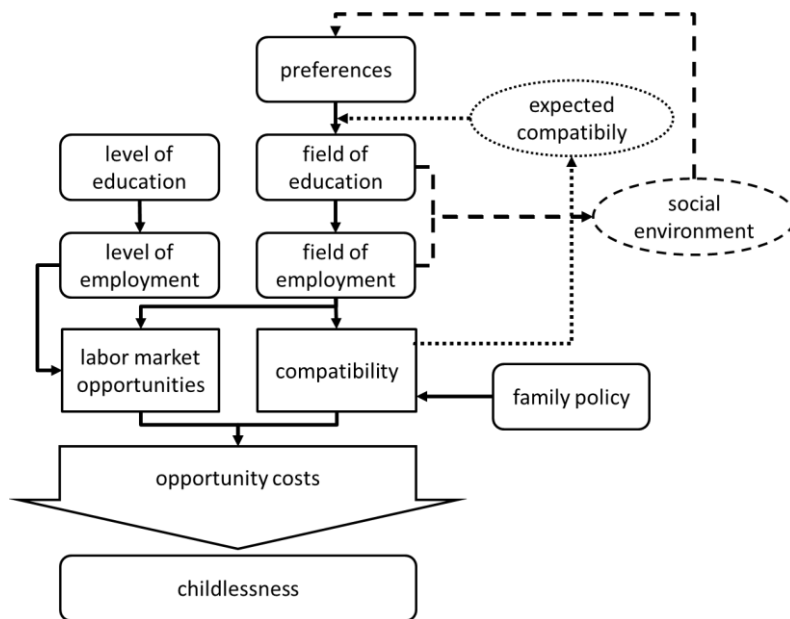 preferences
expected
compatibily
level of
education
field of
education
social
environment
level of
employment
field of
employment
labor market
opportunities
compatibility
family policy
opportunity costs
childlessness